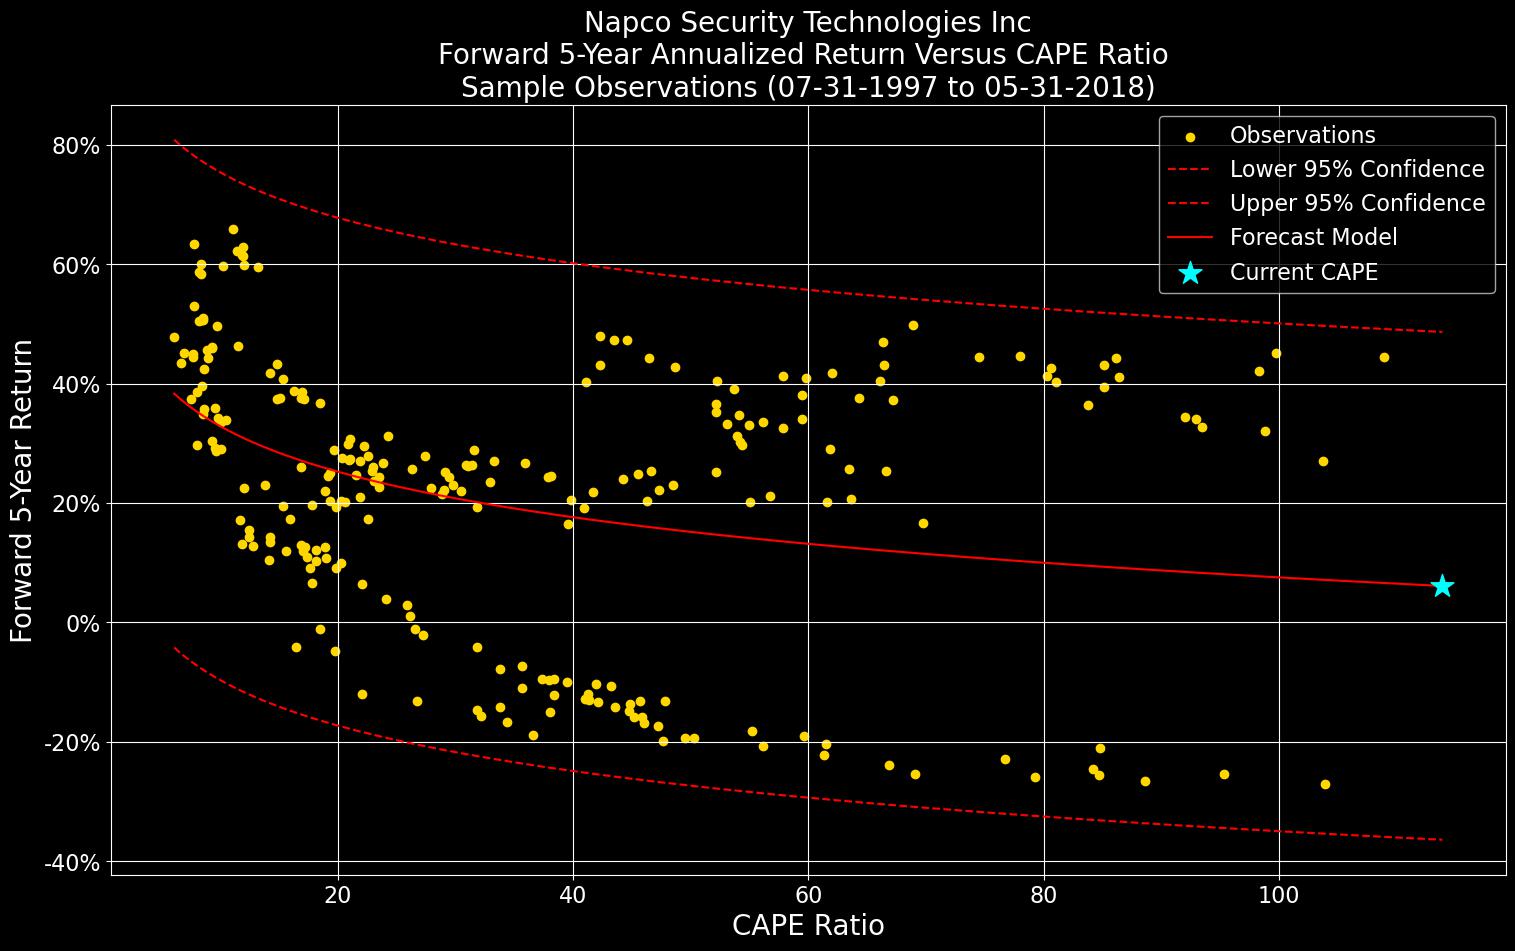 Napco Security Technologies Inc
Forward 5-Year Annualized Return Versus CAPE Ratio
Sample Observations (07-31-1997 to 05-31-2018)
Observations
Lower 95% Confidence
Upper 95% Confidence
Forecast Model
Current CAPE
Forward 5-Year Return
80%
60%
40%
20%
0%
-20%
-40%
20
40
60
80
100
CAPE Ratio